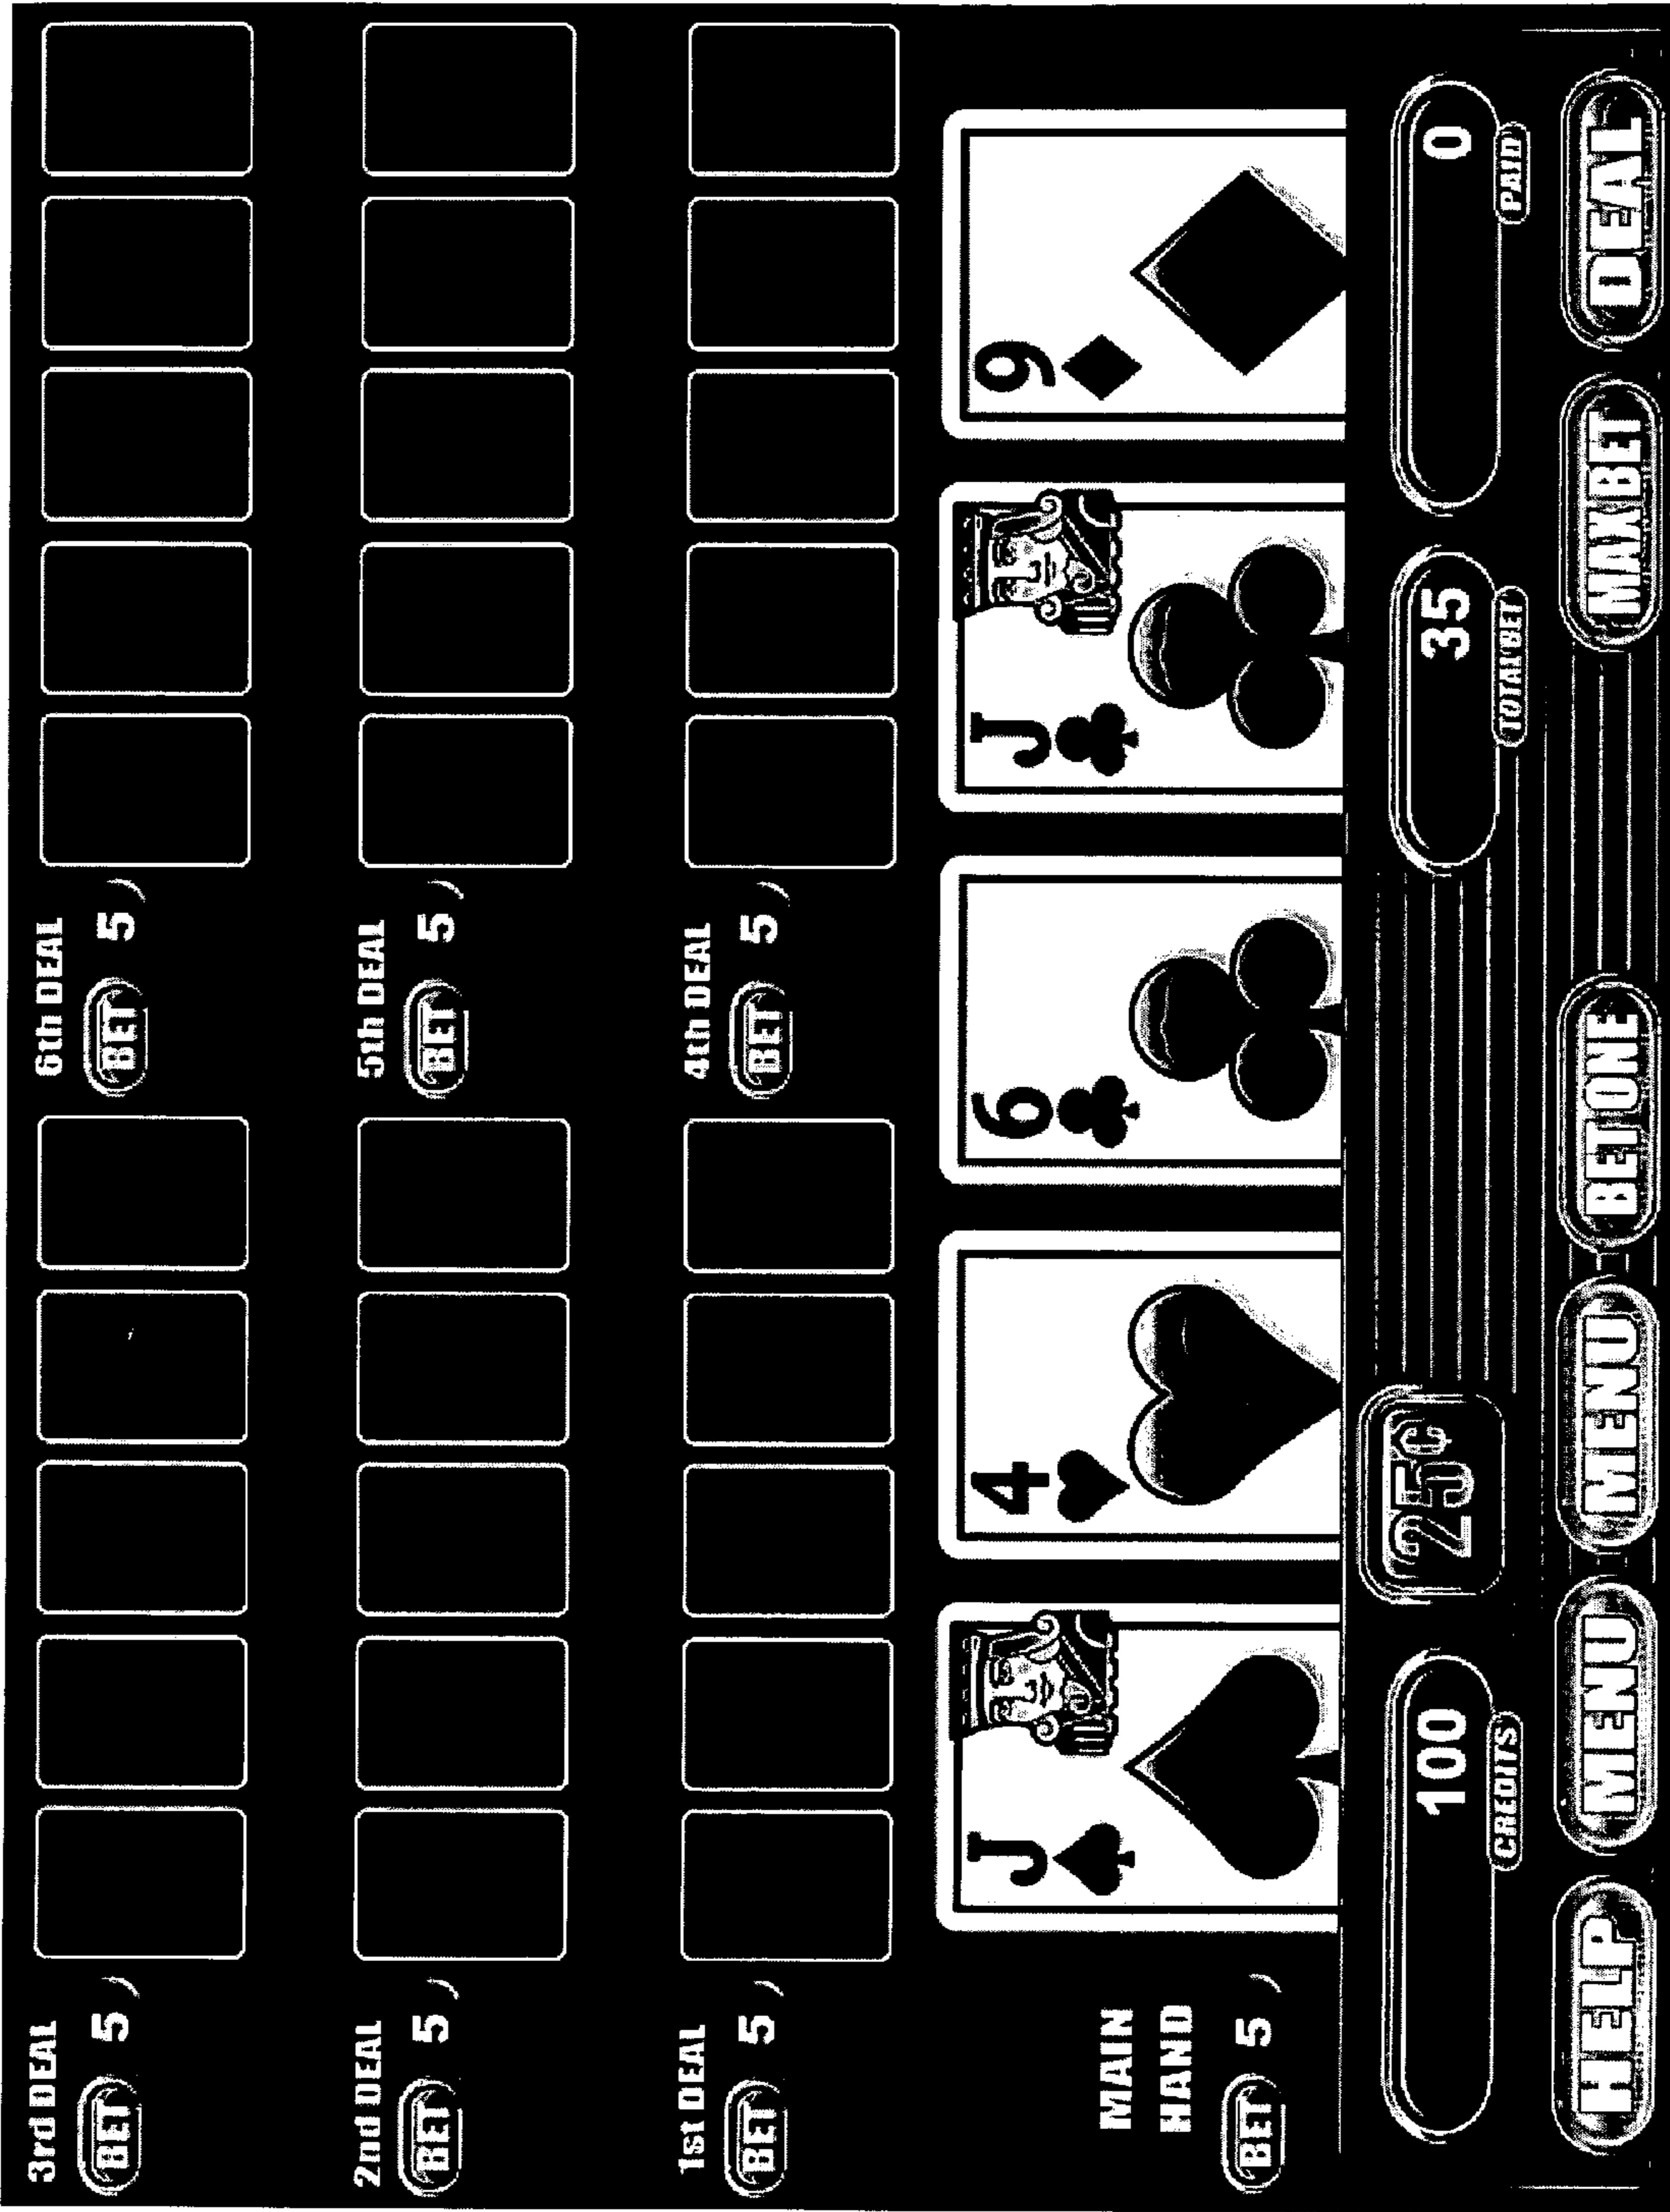 3rd DEAL
BET 5
6th DEAL
BET 5
2nd DEAL
BET 5
5th DEAL
BET 5
1st DEAL
BET 5
4th DEAL
BET 5
MAIN
HAND
BET 5
J
4
6
J
9
100
CREDITS
25¢
35
TOTAL BET
0
PAID
HELP
MENU
MENU
BET ONE
MAX BET
DEAL